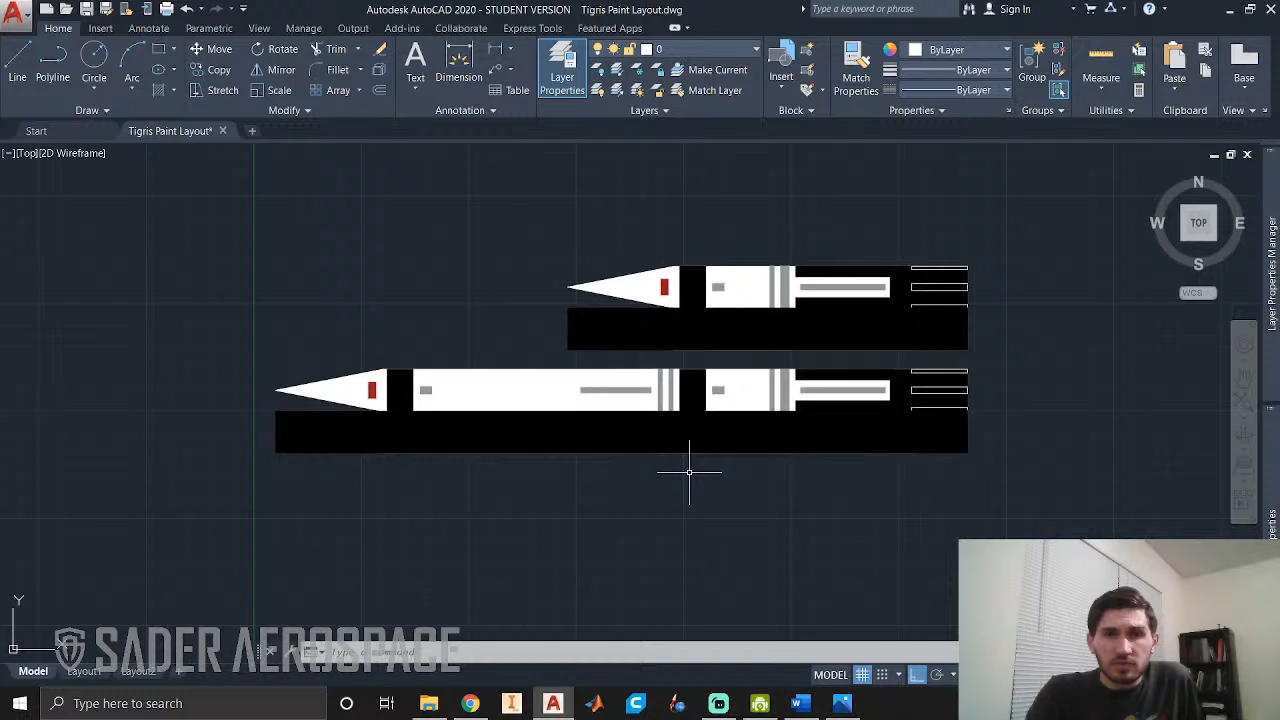 Autodesk AutoCAD 2020 - STUDENT VERSION    Tigris Paint Layout.dwg
Type a keyword or phrase
Sign In
Home Insert Annotate Parametric View Manage Output Add-ins Collaborate Express Tools Featured Apps
Line
Polyline
Circle
Arc
Move
Rotate
Trim
Copy
Mirror
Fillet
Stretch
Scale
Array
Text
Dimension
Table
Layer
Properties
0
Make Current
Match Layer
Insert
Match
Properties
ByLayer
ByLayer
ByLayer
Group
Measure
Paste
Base
Draw
Modify
Annotation
Layers
Block
Properties
Groups
Utilities
Clipboard
View
Start
Tigris Paint Layout*
[−][Top][2D Wireframe]
N
W
TOP
E
S
WCS
Layer Properties Manager
Y
SADER AEROSPACE
Type a command
Model
Layout1
Layout2
MODEL
Type here to search